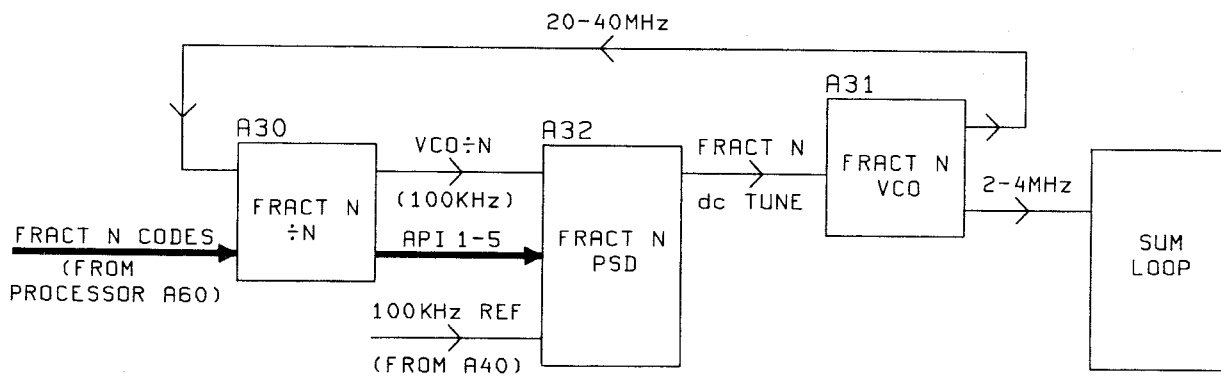 20-40MHz
A31
A30
VCO÷N
A32
FRACT N
FRACT N
VCO
(100KHz)
dc TUNE
2-4MHz
FRACT N
÷N
FRACT N CODES
API 1-5
FRACT N
PSD
SUM
LOOP
(FROM
PROCESSOR A60)
100KHz REF
(FROM A40)